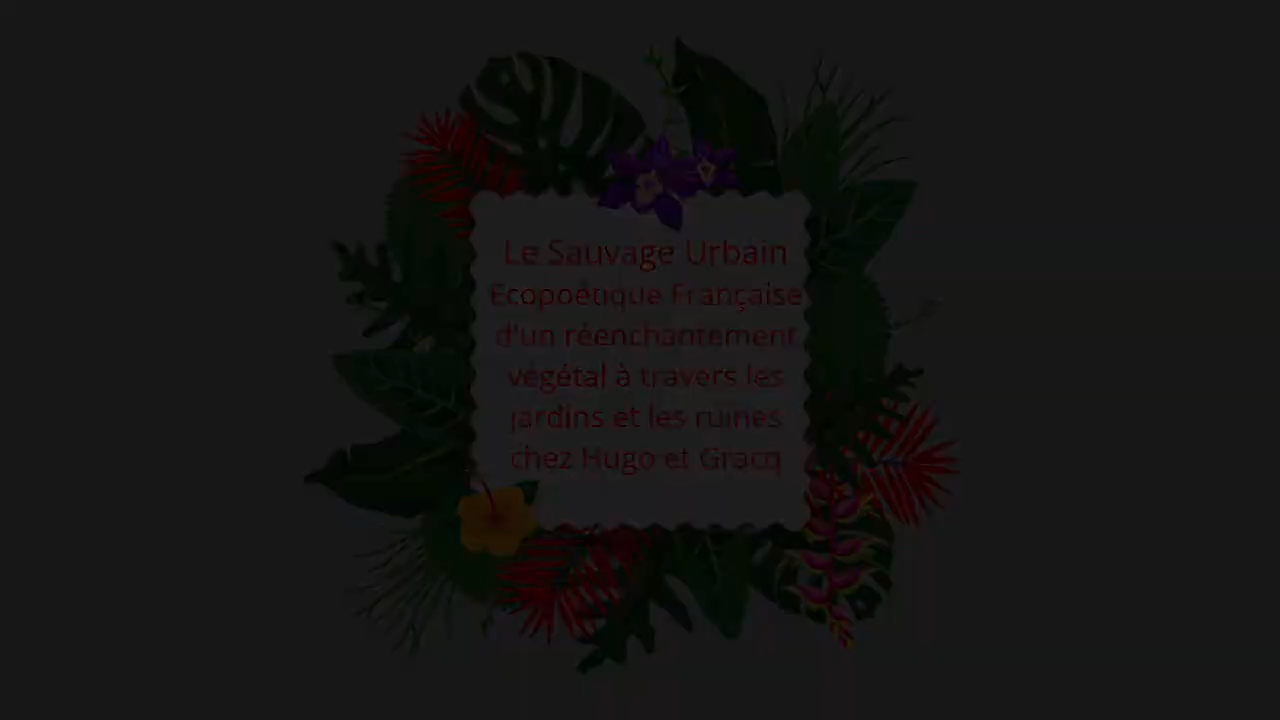 Le Sauvage Urbain
Ecopoétique Française
d'un réenchantement
végétal à travers les
jardins et les ruines
chez Hugo et Gracq